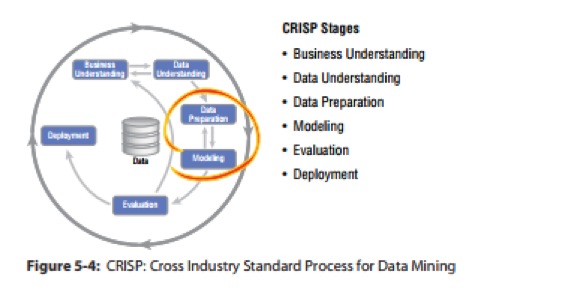 CRISP Stages
• Business Understanding
• Data Understanding
• Data Preparation
• Modeling
• Evaluation
• Deployment
Business
Understanding
Data
Understanding
Data
Preparation
Modeling
Evaluation
Deployment
Data
Figure 5-4: CRISP: Cross Industry Standard Process for Data Mining